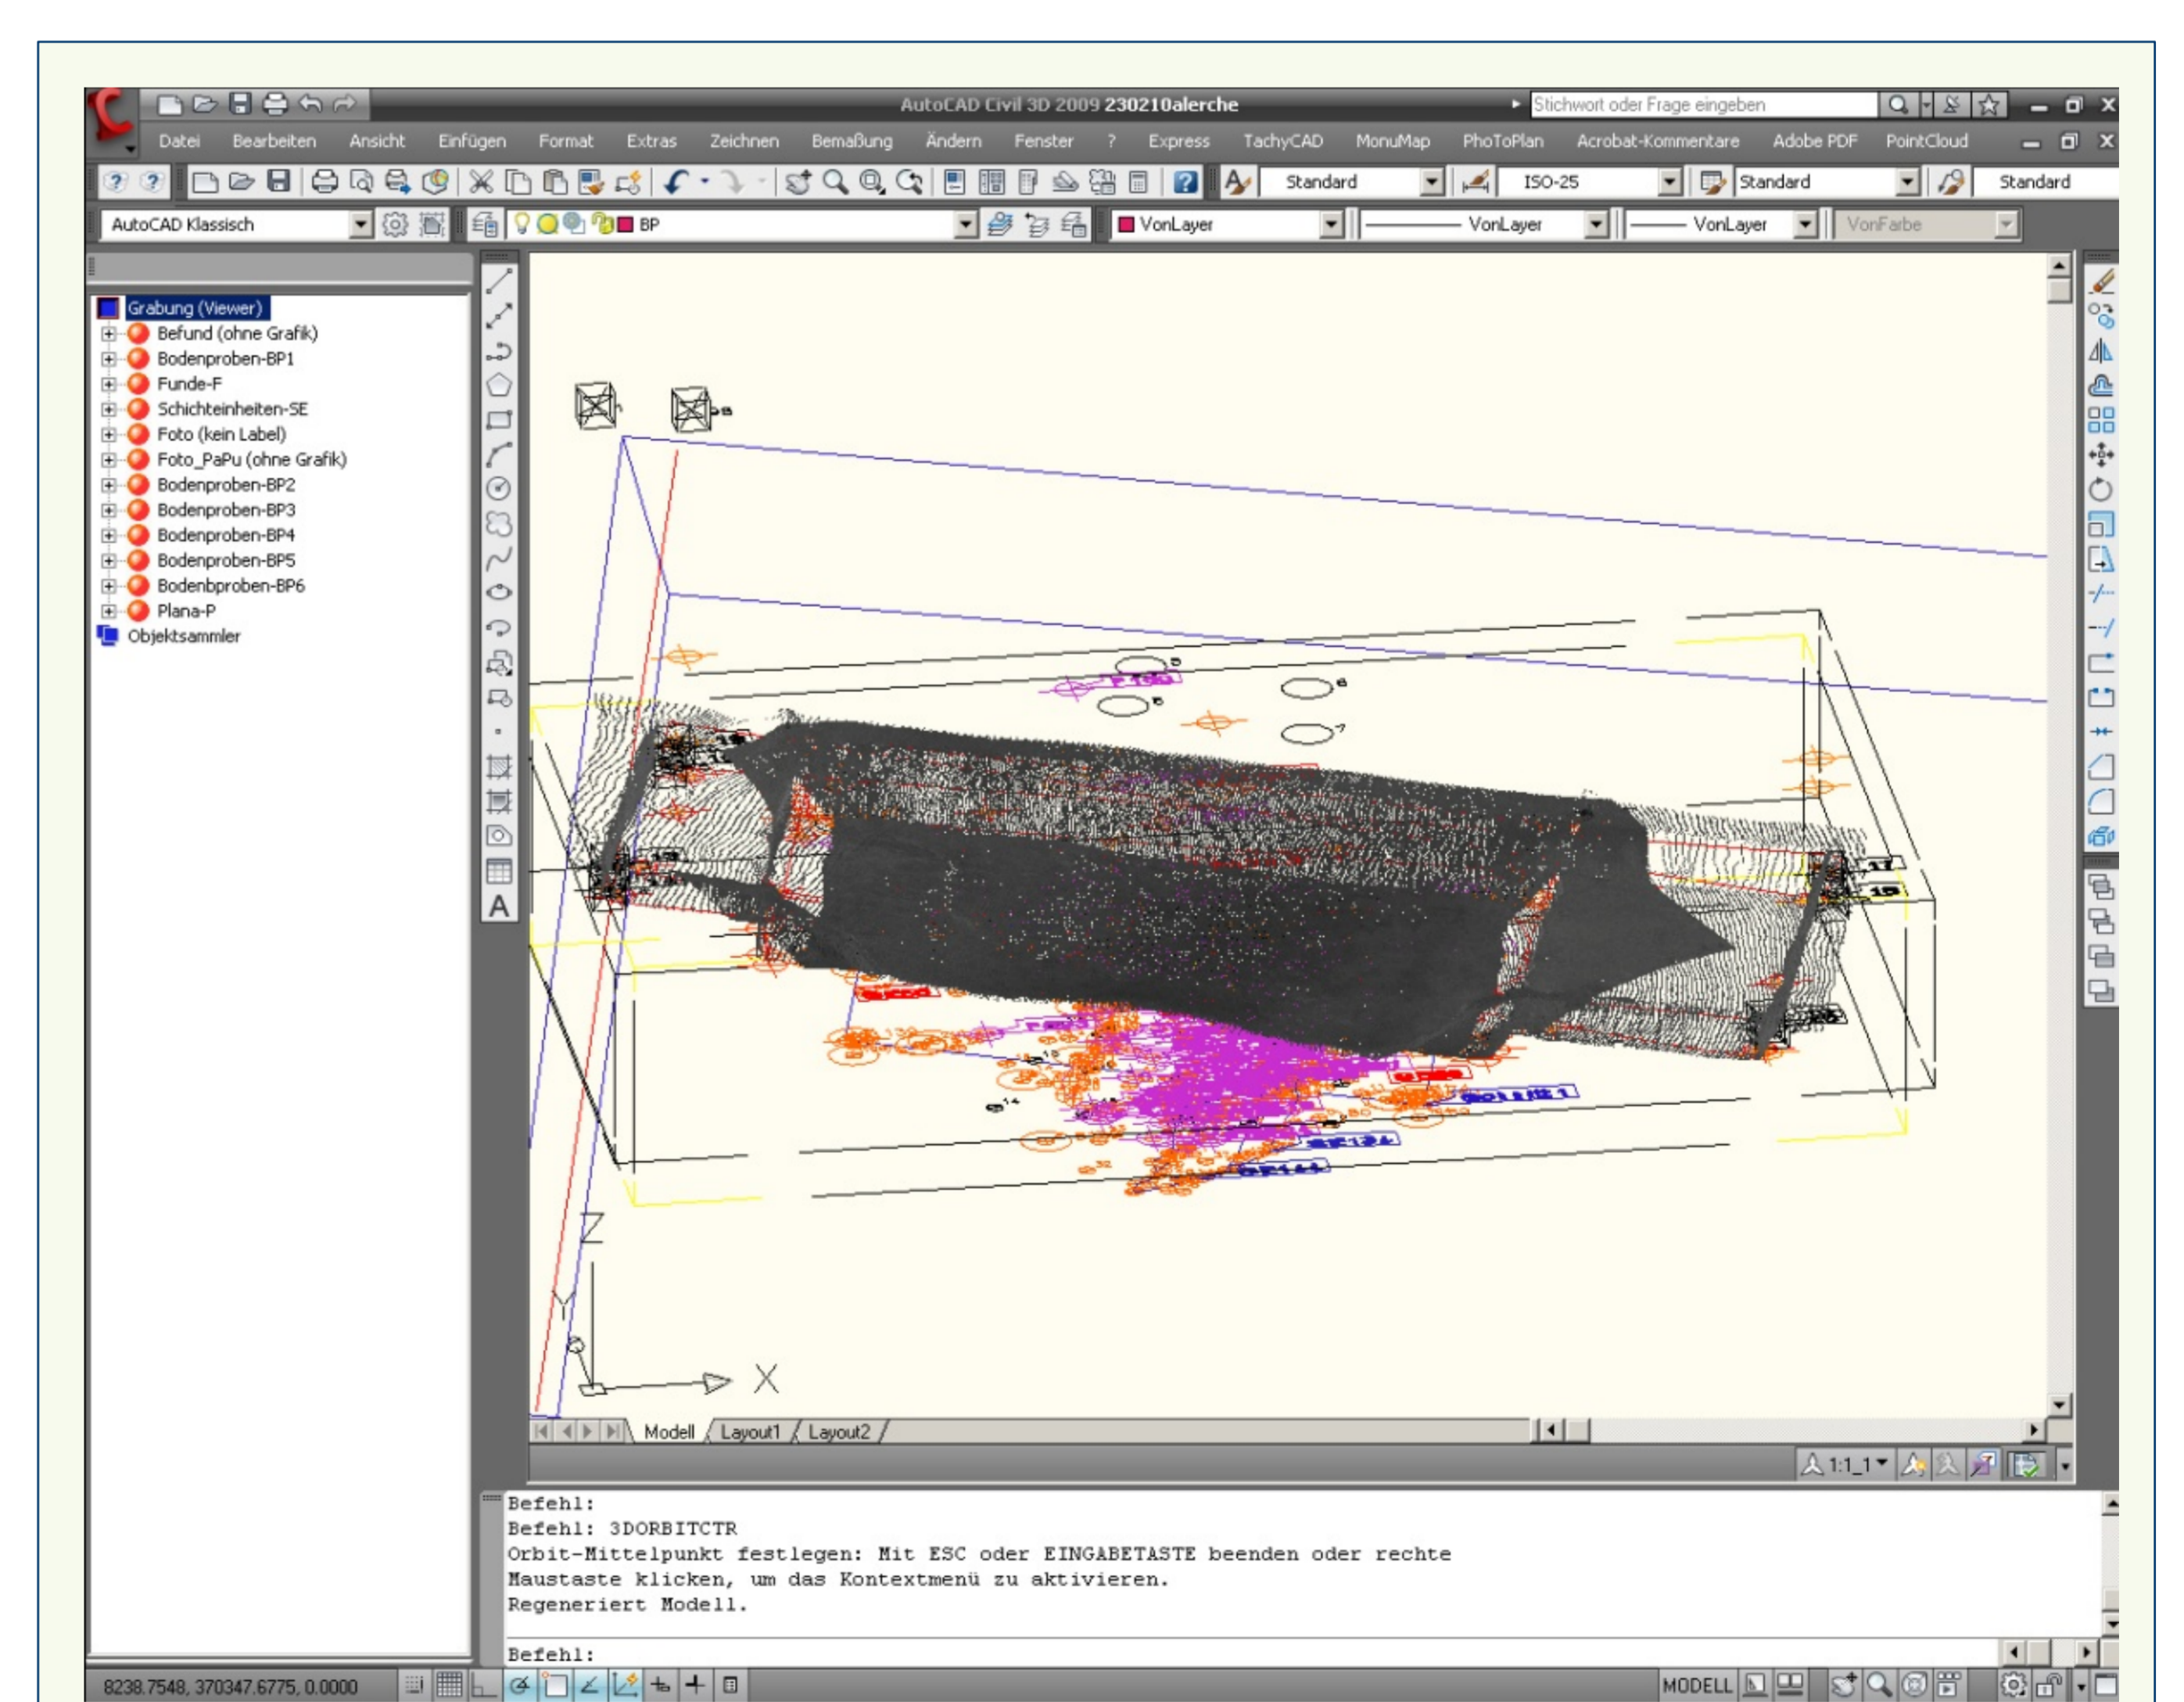 AutoCAD Civil 3D 2009 230210alerche
Stichwort oder Frage eingeben
Datei Bearbeiten Ansicht Einfügen Format Extras Zeichnen Bemaßung Ändern Fenster ? Express TachyCAD MonuMap PhoToPlan Acrobat-Kommentare Adobe PDF PointCloud
Standard ISO-25 Standard Standard
AutoCAD Klassisch BP VonLayer VonLayer VonLayer VonFarbe
Grabung (Viewer)
Befund (ohne Grafik)
Bodenproben-BP1
Funde-F
Schichteinheiten-SE
Foto (kein Label)
Foto_PaPu (ohne Grafik)
Bodenproben-BP2
Bodenproben-BP3
Bodenproben-BP4
Bodenproben-BP5
Bodenbproben-BP6
Plana-P
Objektsammler
A
7
14
Z
Y
X
Modell Layout1 Layout2
1:1_1
Befehl:
Befehl: 3DORBITCTR
Orbit-Mittelpunkt festlegen: Mit ESC oder EINGABETASTE beenden oder rechte
Maustaste klicken, um das Kontextmenü zu aktivieren.
Regeneriert Modell.
Befehl:
8238.7548, 370347.6775, 0.0000
MODELL